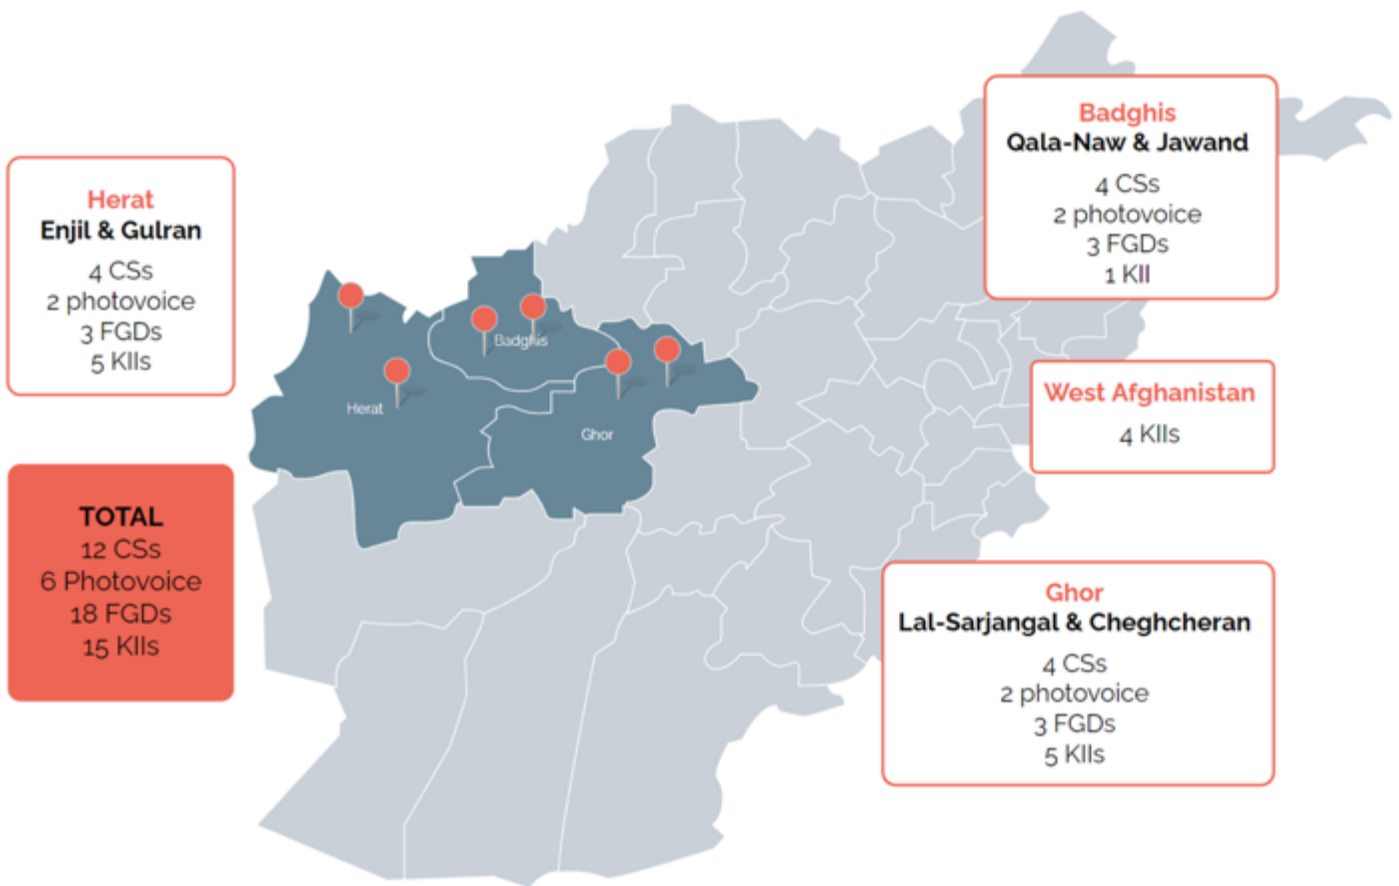 Herat
Enjil & Gulran
4 CSs
2 photovoice
3 FGDs
5 KIIs
TOTAL
12 CSs
6 Photovoice
18 FGDs
15 KIIs
Herat
Badghis
Ghor
Badghis
Qala-Naw & Jawand
4 CSs
2 photovoice
3 FGDs
1 KII
West Afghanistan
4 KIIs
Ghor
Lal-Sarjangal & Cheghcheran
4 CSs
2 photovoice
3 FGDs
5 KIIs